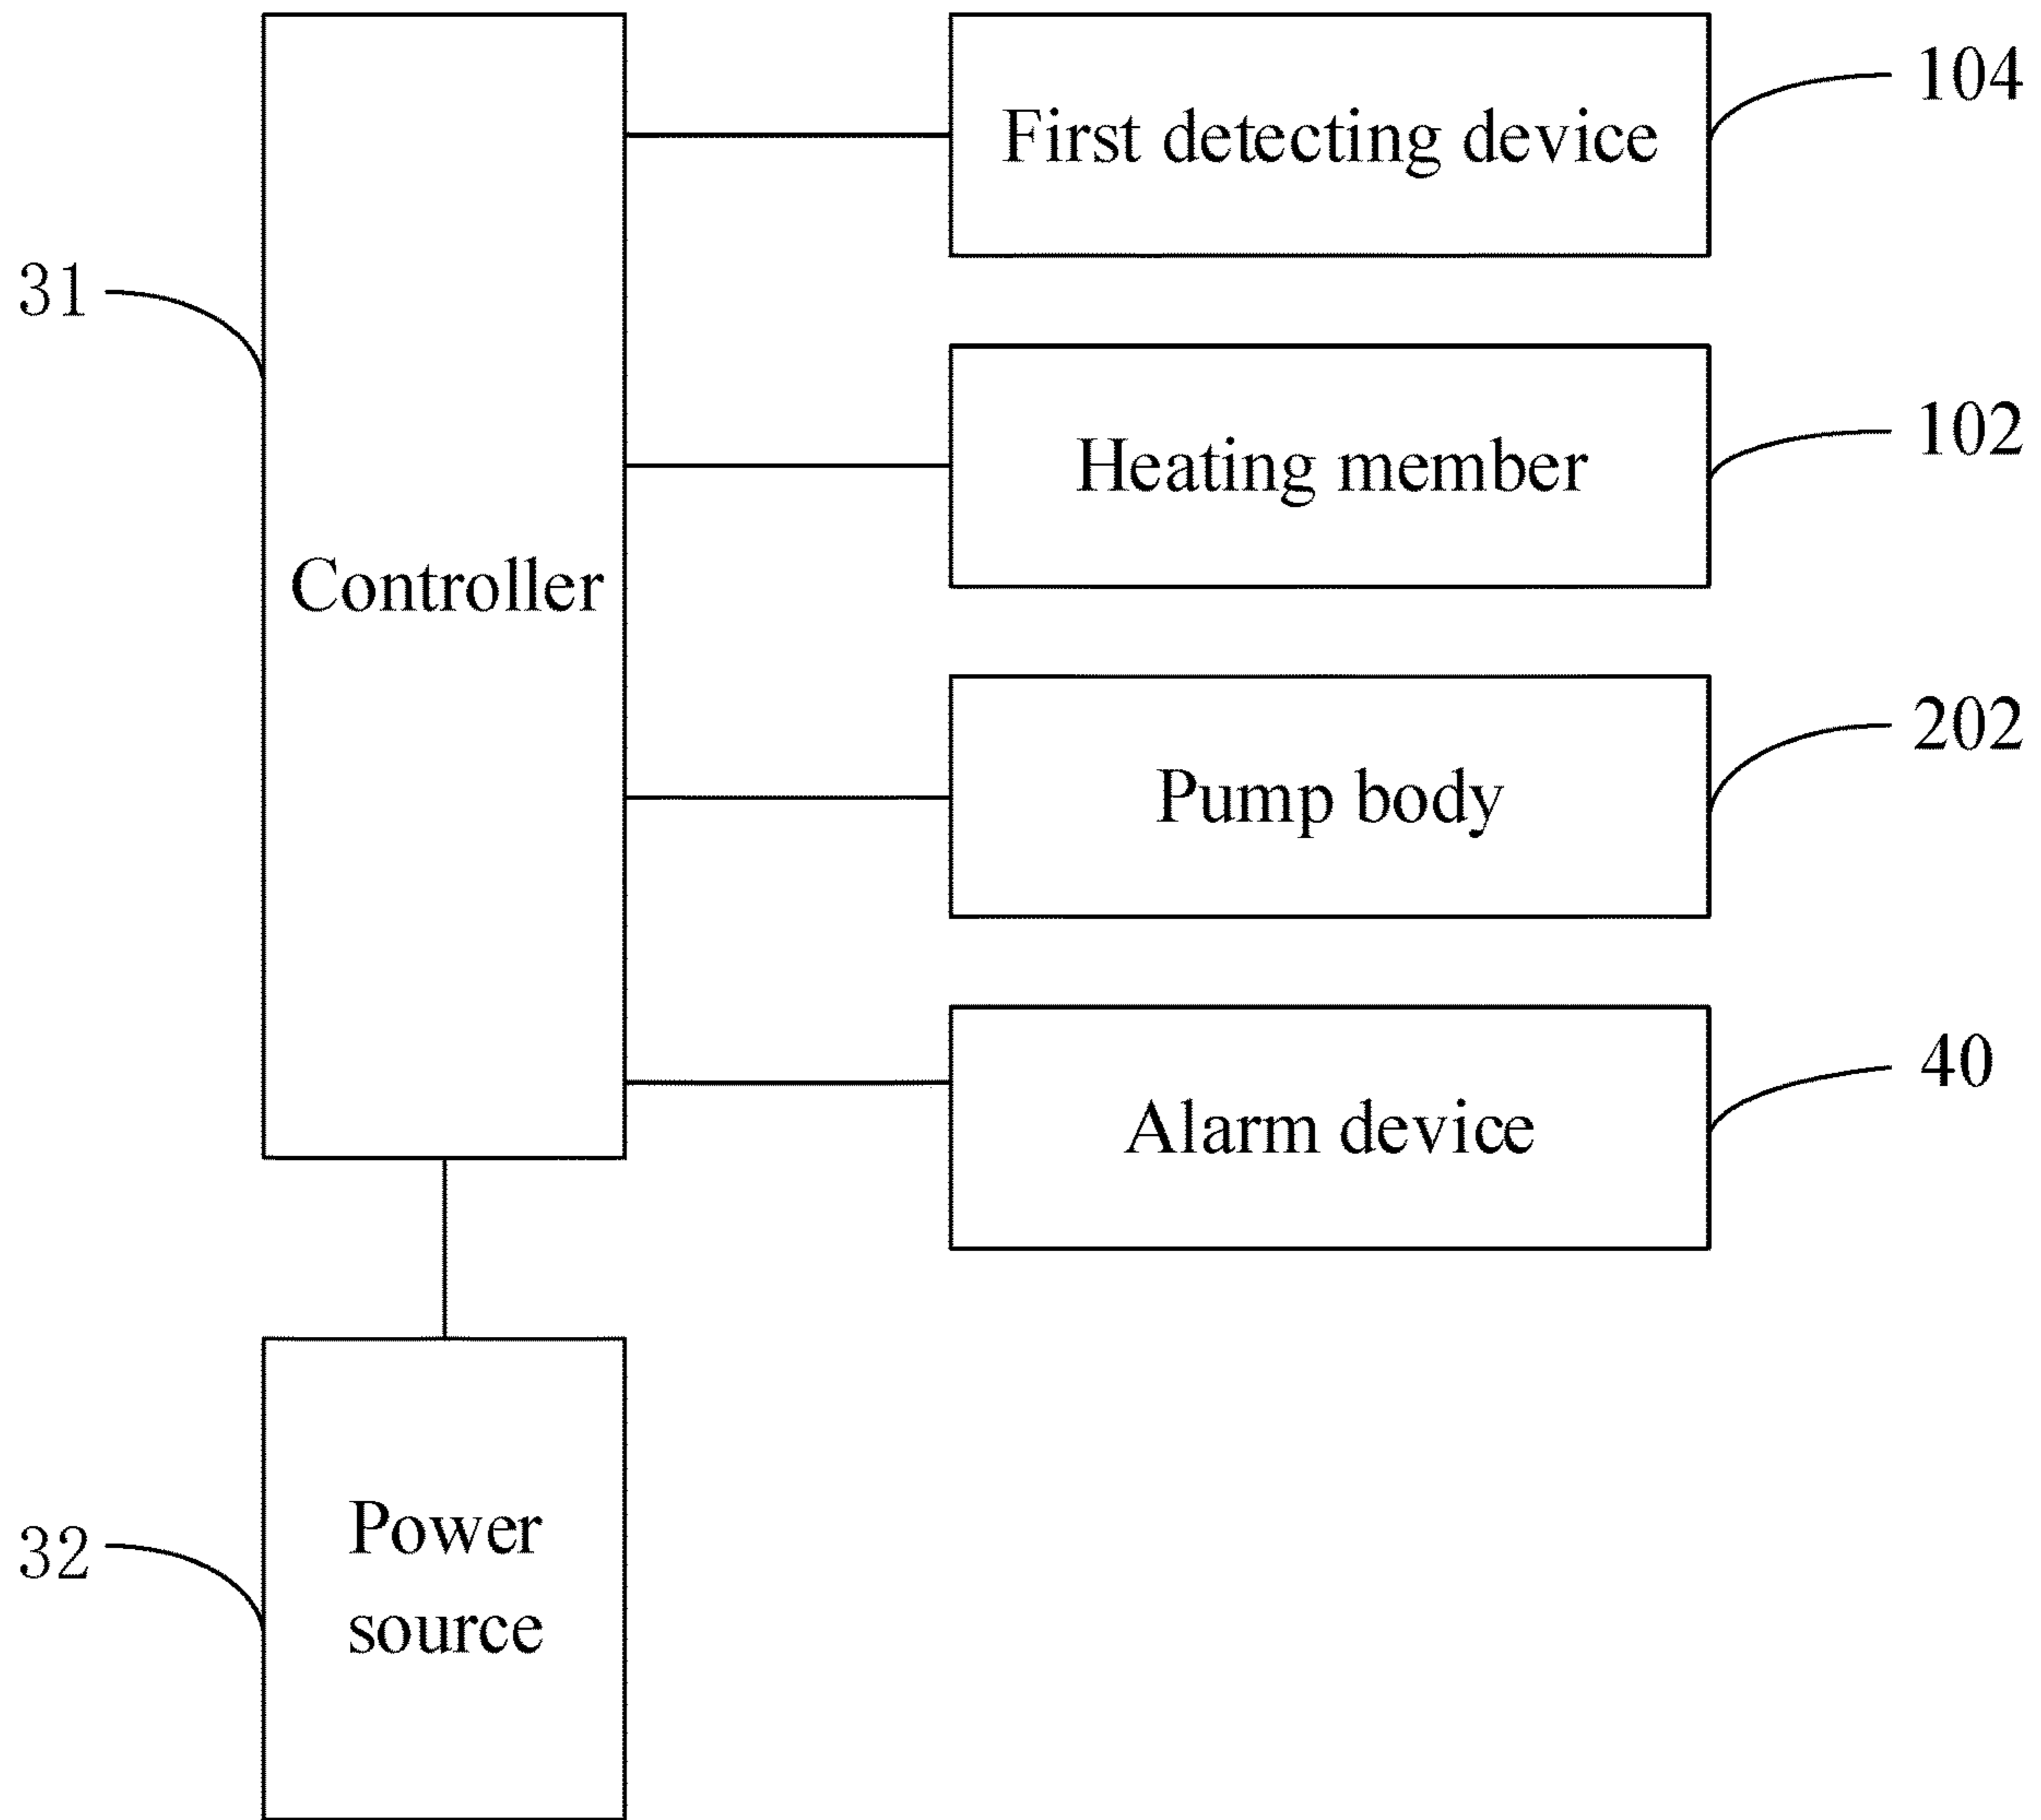 104
First detecting device
31
102
Heating member
Controller
202
Pump body
40
Alarm device
32
Power
source